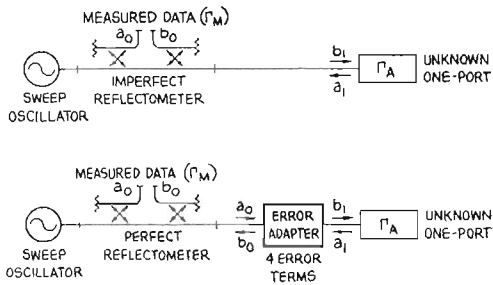 MEASURED DATA (ΓM)
a0 b0
b1
ΓA
UNKNOWN
ONE-PORT
a1
IMPERFECT
REFLECTOMETER
SWEEP
OSCILLATOR
MEASURED DATA (ΓM)
a0 b0
a0
b0
ERROR
ADAPTER
b1
a1
ΓA
UNKNOWN
ONE-PORT
PERFECT
REFLECTOMETER
4 ERROR
TERMS
SWEEP
OSCILLATOR